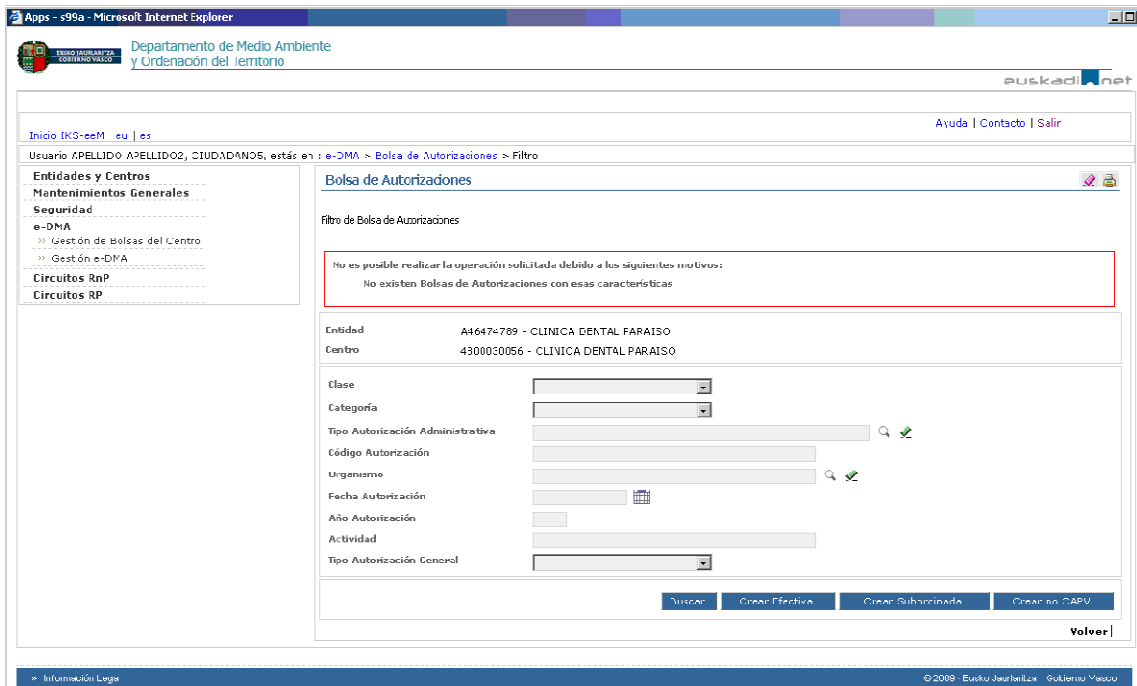 Apps - s99a - Microsoft Internet Explorer
EUSKO JAURLARITZA
GOBIERNO VASCO
Departamento de Medio Ambiente
y Ordenación del Territorio
euskadi.net
Ayuda | Contacto | Salir
Inicio IKS-eeM eu | es
Usuario APELLIDO APELLIDO2, CIUDADANO5, estás en : e-DMA > Bolsa de Autorizaciones > Filtro
Entidades y Centros
Mantenimientos Generales
Seguridad
e-DMA
» Gestión de Bolsas del Centro
» Gestión e-DMA
Circuitos RnP
Circuitos RP
Bolsa de Autorizaciones
Filtro de Bolsa de Autorizaciones
No es posible realizar la operación solicitada debido a los siguientes motivos:
No existen Bolsas de Autorizaciones con esas características
Entidad A46474789 - CLINICA DENTAL PARAISO
Centro 4800030056 - CLINICA DENTAL PARAISO
Clase
Categoría
Tipo Autorización Administrativa
Código Autorización
Organismo
Fecha Autorización
Año Autorización
Actividad
Tipo Autorización General
Buscar Crear Efectiva Crear Subordinada Crear no CAPV
Volver |
» Información Legal
© 2009 - Eusko Jaurlaritza - Gobierno Vasco